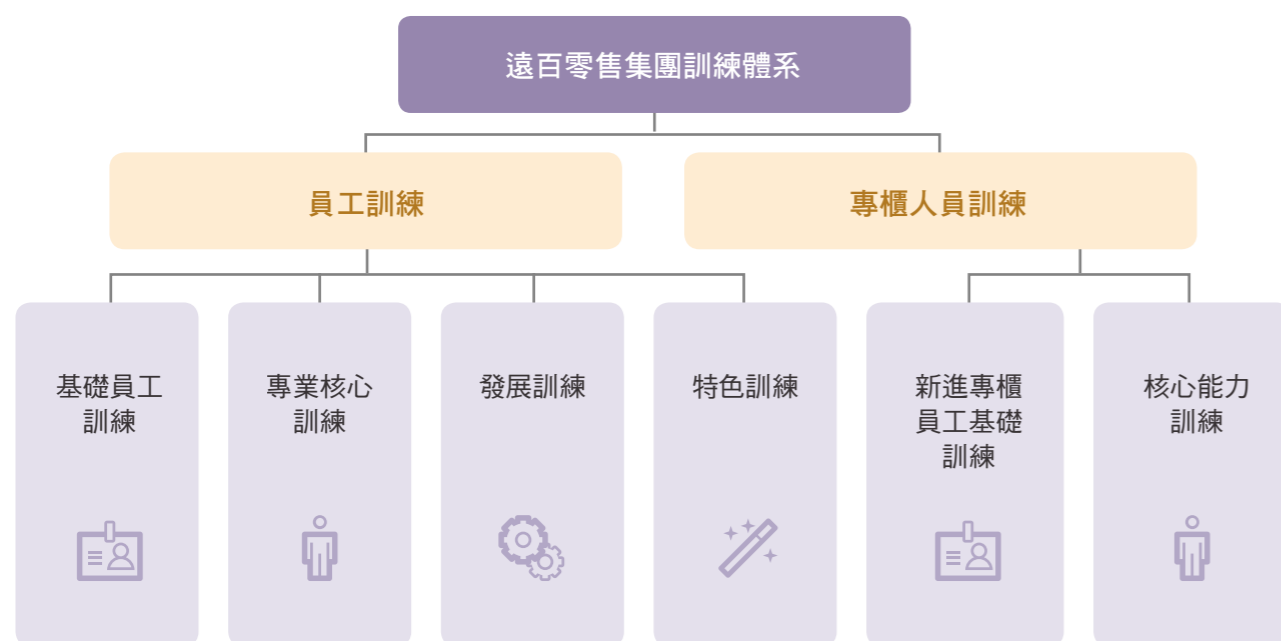 遠百零售集團訓練體系
員工訓練
專櫃人員訓練
基礎員工
訓練
專業核心
訓練
發展訓練
特色訓練
新進專櫃
員工基礎
訓練
核心能力
訓練